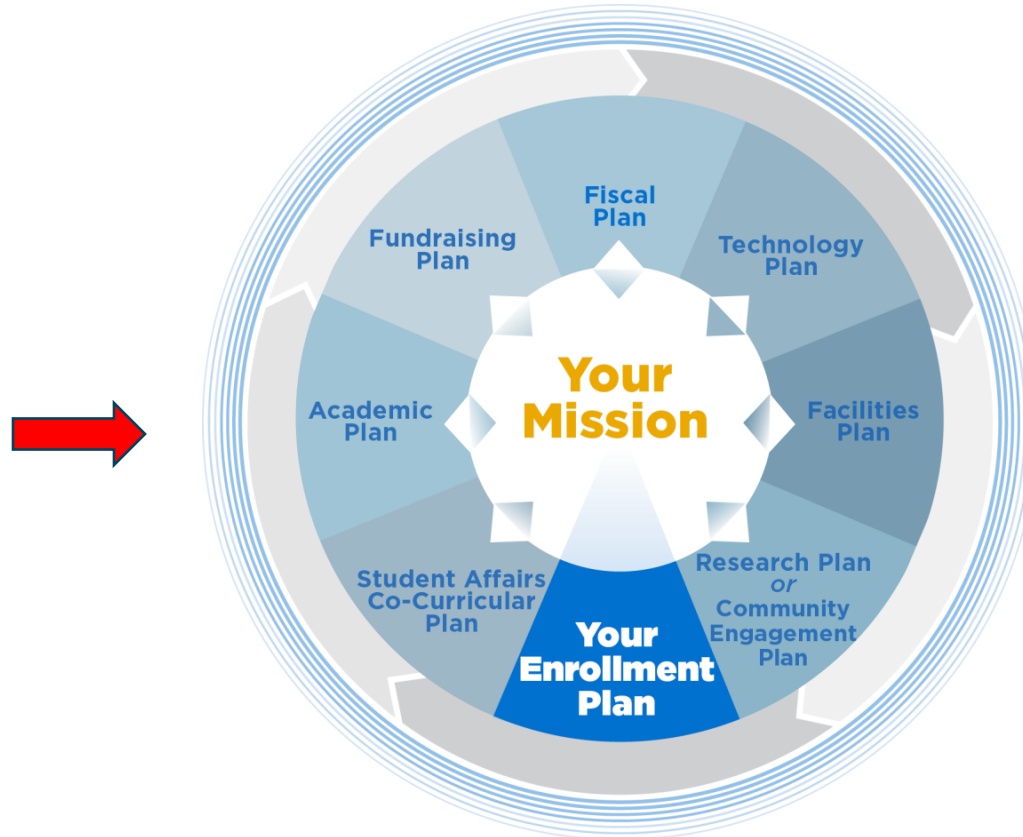 Fiscal
Plan
Technology
Plan
Facilities
Plan
Research Plan
or
Community
Engagement
Plan
Your
Enrollment
Plan
Student Affairs
Co-Curricular
Plan
Academic
Plan
Fundraising
Plan
Your
Mission